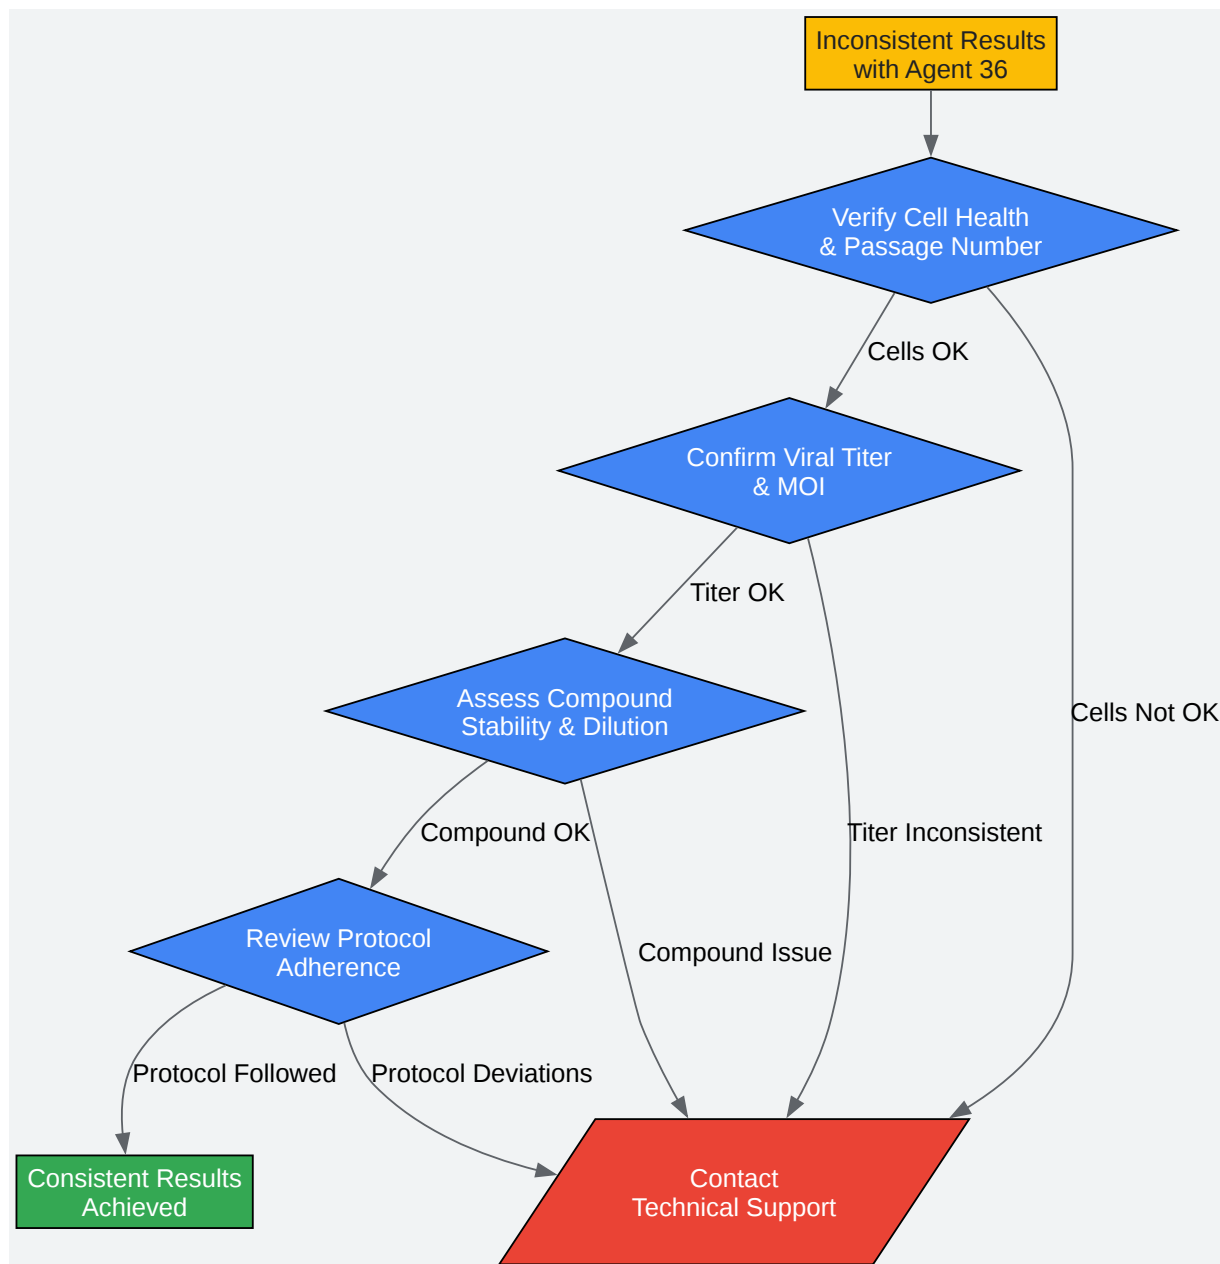 Inconsistent Results
with Agent 36
Verify Cell Health
& Passage Number
Cells OK
Confirm Viral Titer
& MOI
Titer OK
Assess Compound
Stability & Dilution
Cells Not OK
Compound OK
Titer Inconsistent
Review Protocol
Adherence
Compound Issue
Protocol Followed
Protocol Deviations
Consistent Results
Achieved
Contact
Technical Support